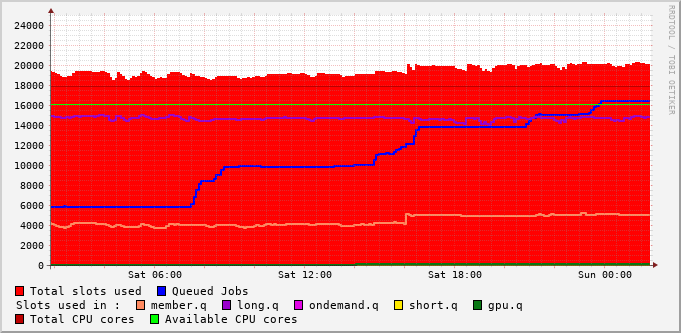 RRDTOOL / TOBI OETIKER
24000
22000
20000
18000
16000
14000
12000
10000
8000
6000
4000
2000
0
Sat 06:00 Sat 12:00 Sat 18:00 Sun 00:00
Total slots used Queued Jobs
Slots used in : member.q long.q ondemand.q short.q gpu.q
Total CPU cores Available CPU cores